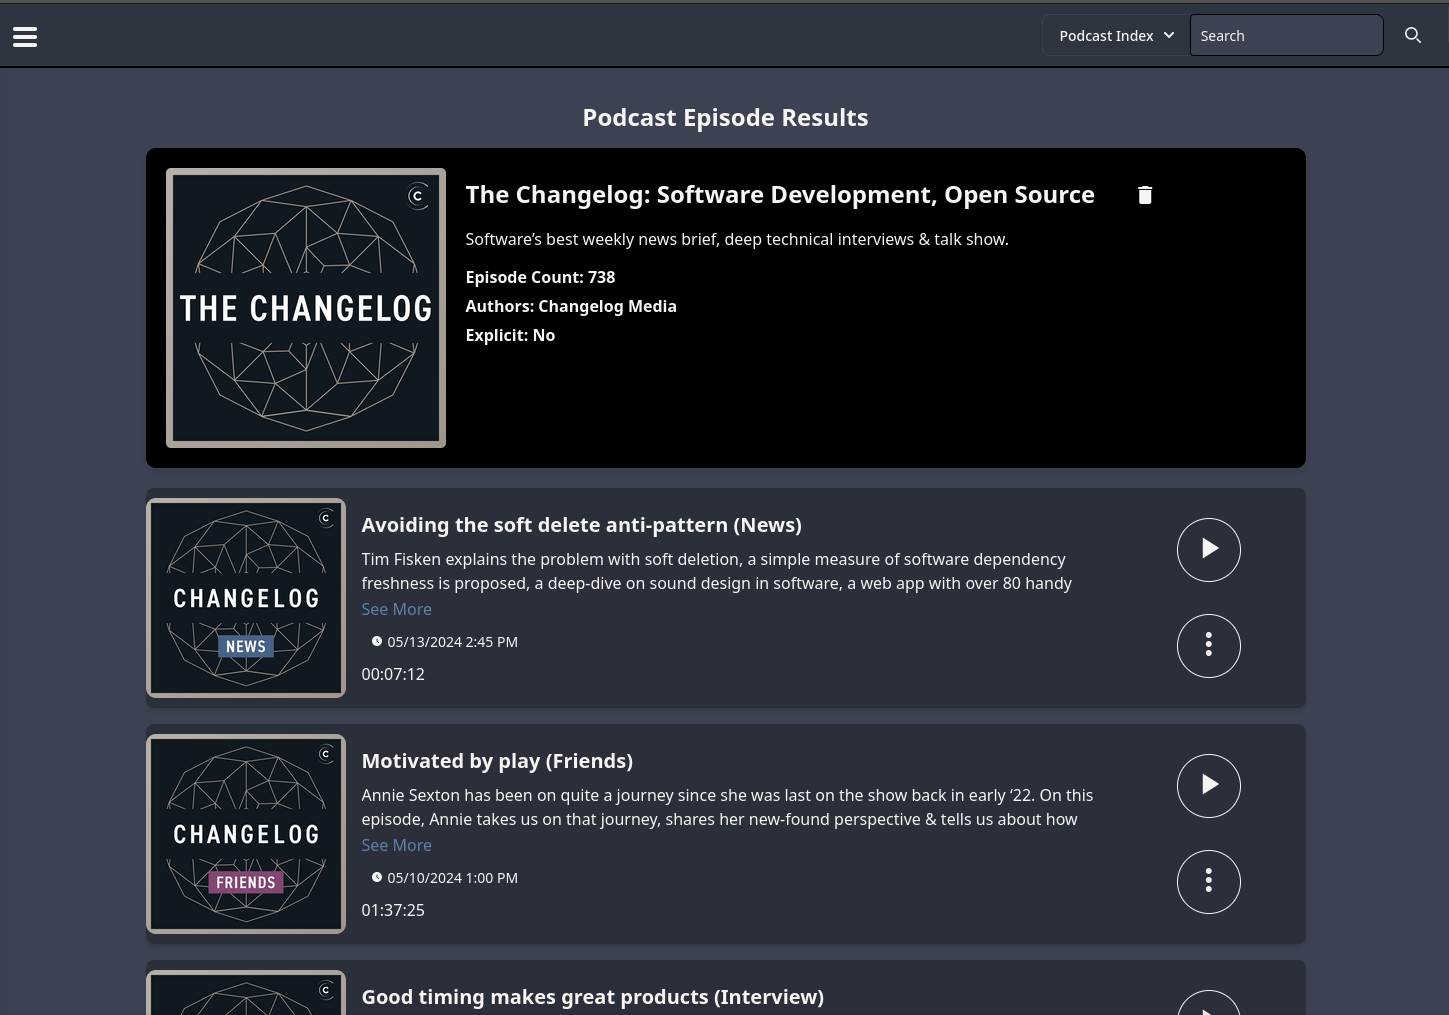 Podcast Index
Search
Podcast Episode Results
THE CHANGELOG
The Changelog: Software Development, Open Source
Software’s best weekly news brief, deep technical interviews & talk show.
Episode Count: 738
Authors: Changelog Media
Explicit: No
CHANGELOG
NEWS
Avoiding the soft delete anti-pattern (News)
Tim Fisken explains the problem with soft deletion, a simple measure of software dependency
freshness is proposed, a deep-dive on sound design in software, a web app with over 80 handy
See More
05/13/2024 2:45 PM
00:07:12
CHANGELOG
FRIENDS
Motivated by play (Friends)
Annie Sexton has been on quite a journey since she was last on the show back in early ‘22. On this
episode, Annie takes us on that journey, shares her new-found perspective & tells us about how
See More
05/10/2024 1:00 PM
01:37:25
Good timing makes great products (Interview)